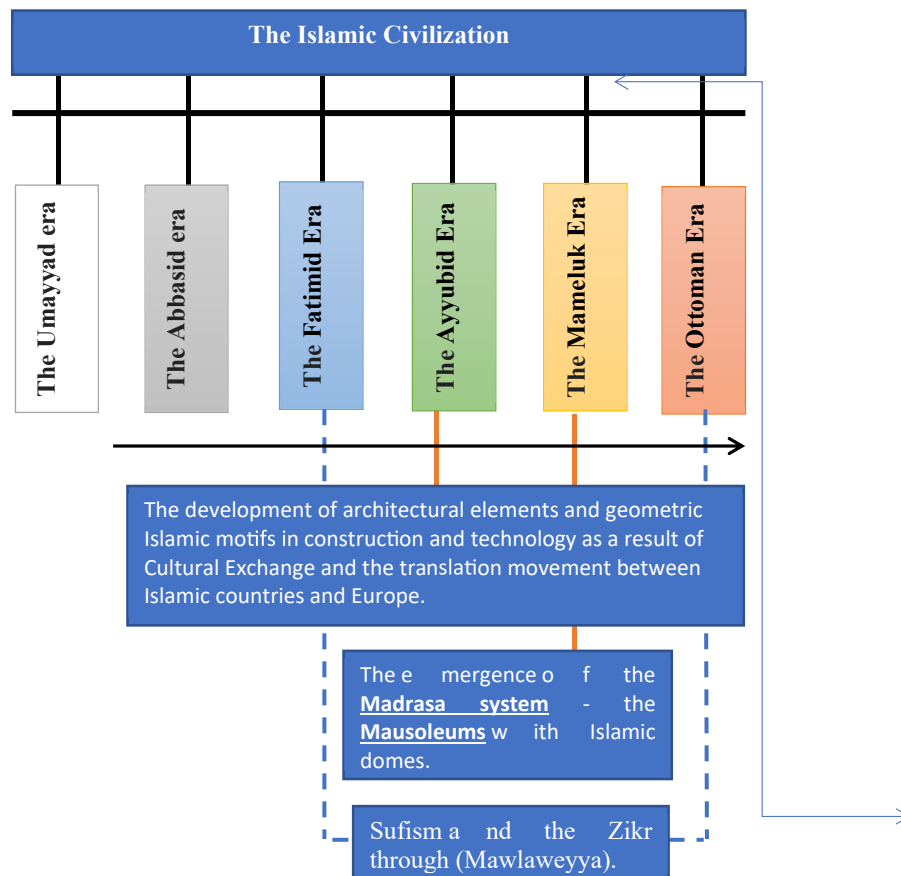 The Islamic Civilization
The Umayyad era
The Abbasid era
The Fatimid Era
The Ayyubid Era
The Mameluk Era
The Ottoman Era
The development of architectural elements and geometric
Islamic motifs in construction and technology as a result of
Cultural Exchange and the translation movement between
Islamic countries and Europe.
The e mergence o f the
Madrasa system - the
Mausoleums w ith Islamic
domes.
Sufism a nd the Zikr
through (Mawlaweyya).